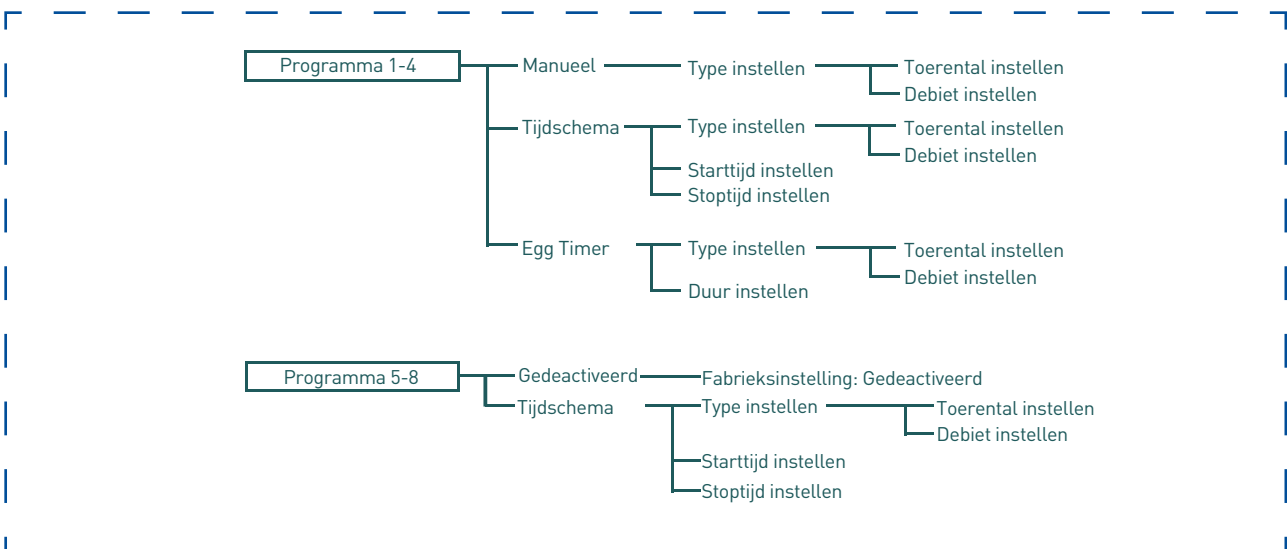 Programma 1-4
Manueel
Type instellen
Toerental instellen
Debiet instellen
Tijdschema
Type instellen
Toerental instellen
Debiet instellen
Starttijd instellen
Stoptijd instellen
Egg Timer
Type instellen
Toerental instellen
Debiet instellen
Duur instellen
Programma 5-8
Gedeactiveerd
Fabrieksinstelling: Gedeactiveerd
Tijdschema
Type instellen
Toerental instellen
Debiet instellen
Starttijd instellen
Stoptijd instellen